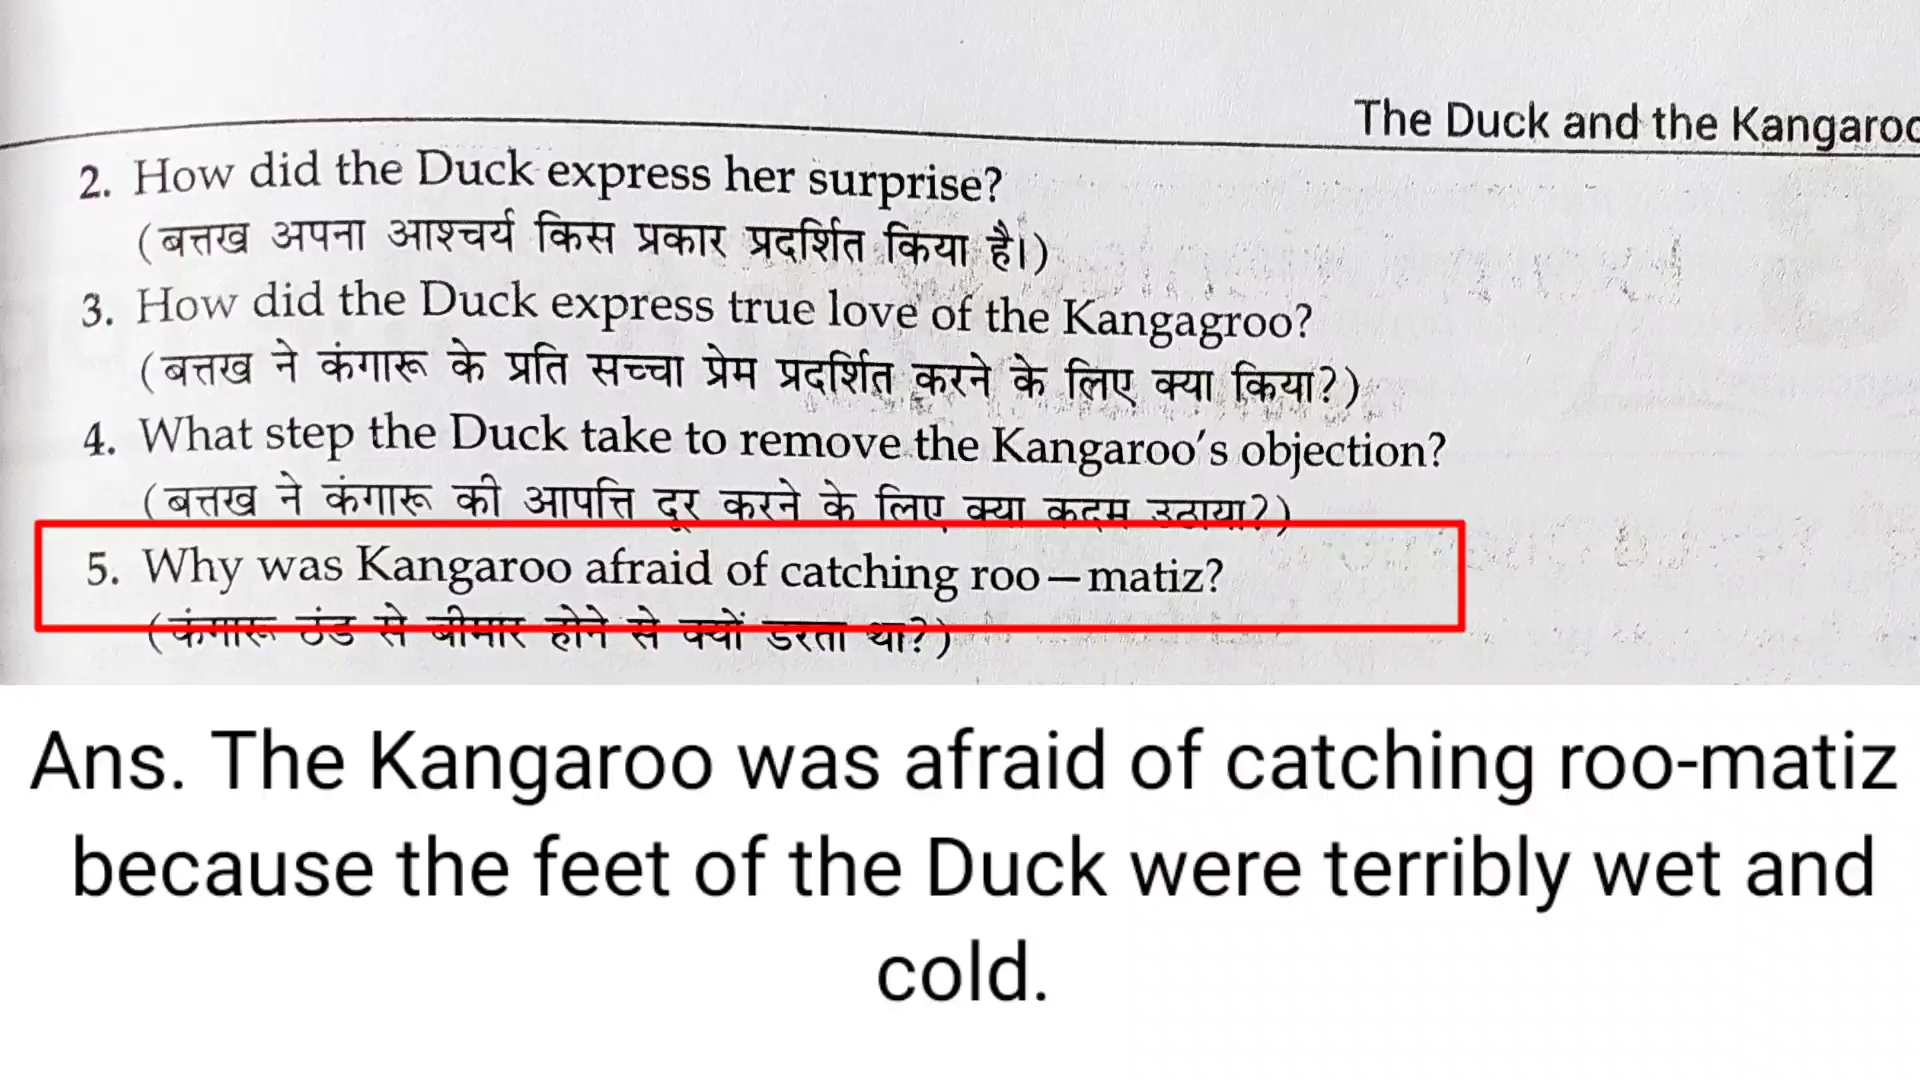 The Duck and the Kangaroo
2. How did the Duck express her surprise?
(बत्तख अपना आश्चर्य किस प्रकार प्रदर्शित किया है।)
3. How did the Duck express true love of the Kangagroo?
(बत्तख ने कंगारू के प्रति सच्चा प्रेम प्रदर्शित करने के लिए क्या किया?)
4. What step the Duck take to remove the Kangaroo's objection?
(बत्तख ने कंगारू की आपत्ति दूर करने के लिए क्या कदम उठाया?)
5. Why was Kangaroo afraid of catching roo—matiz?
(कंगारू ठंड से बीमार होने से क्यों डरता था?)
Ans. The Kangaroo was afraid of catching roo-matiz
because the feet of the Duck were terribly wet and
cold.